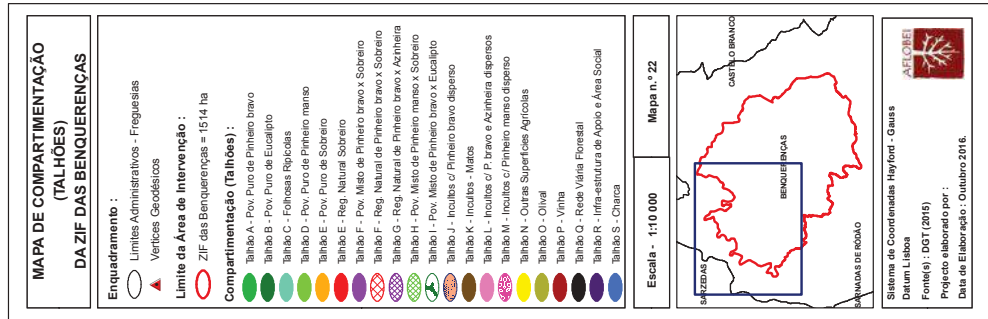 MAPA DE COMPARTIMENTAÇÃO
(TALHÕES)
DA ZIF DAS BENQUERENÇAS
Enquadramento :
Limites Administrativos - Freguesias
Vertices Geodésicos
Limite da Área de Intervenção :
ZIF das Benquerenças = 1514 ha
Compartimentação (Talhões) :
Talhão A - Pov. Puro de Pinheiro bravo
Talhão B - Pov. Puro de Eucalipto
Talhão C - Folhosas Ripícolas
Talhão D - Pov. Puro de Pinheiro manso
Talhão E - Pov. Puro de Sobreiro
Talhão E - Reg. Natural Sobreiro
Talhão F - Pov. Misto de Pinheiro bravo x Sobreiro
Talhão F - Reg. Natural de Pinheiro bravo x Sobreiro
Talhão G - Reg. Natural de Pinheiro bravo x Azinheira
Talhão H - Pov. Misto de Pinheiro manso x Sobreiro
Talhão I - Pov. Misto de Pinheiro bravo x Eucalipto
Talhão J - Incultos c/ Pinheiro bravo disperso
Talhão K - Incultos - Matos
Talhão L - Incultos c/ P. bravo e Azinheira dispersos
Talhão M - Incultos c/ Pinheiro manso disperso
Talhão N - Outras Superfícies Agrícolas
Talhão O - Olival
Talhão P - Vinha
Talhão Q - Rede Viária Florestal
Talhão R - Infra-estrutura de Apoio e Área Social
Talhão S - Charca
Escala - 1:10 000
Mapa n.º 22
SARZEDAS
CASTELO BRANCO
BENQUERENÇAS
SARNADAS DE RÓDÃO
Sistema de Coordenadas Hayford - Gauss
Datum Lisboa
Fonte(s) : DGT (2015)
Projecto elaborado por :
Data de Elaboração : Outubro 2016.
AFLOBEI